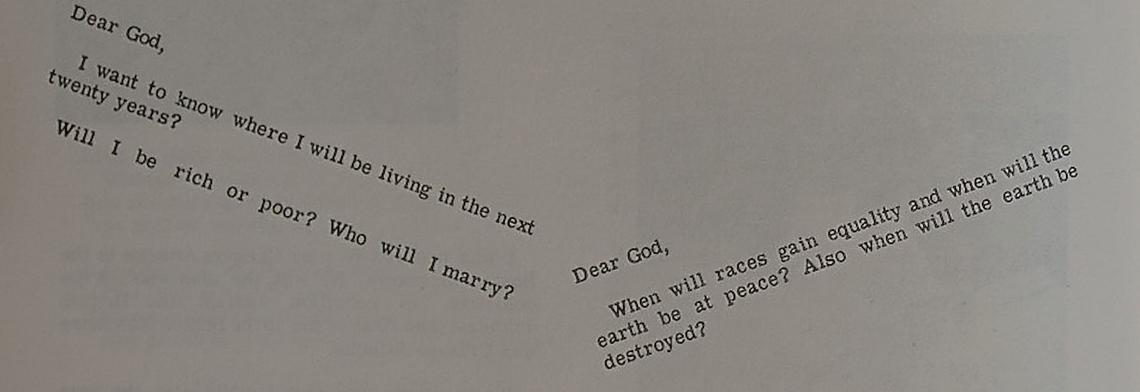 Dear God,
I want to know where I will be living in the next
twenty years?
Will I be rich or poor? Who will I marry?
Dear God,
When will races gain equality and when will the
earth be at peace? Also when will the earth be
destroyed?